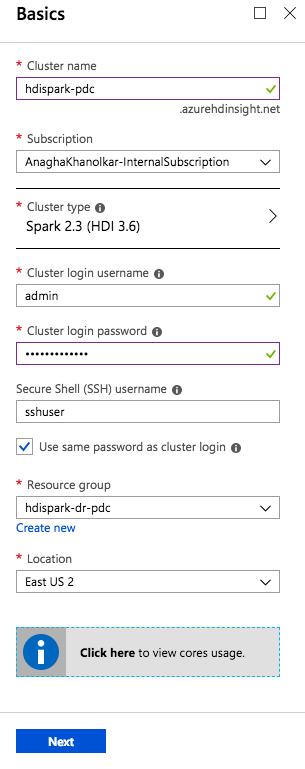 Basics
* Cluster name
hdispark-pdc
.azurehdinsight.net
* Subscription
AnaghaKhanolkar-InternalSubscription
* Cluster type
Spark 2.3 (HDI 3.6)
* Cluster login username
admin
* Cluster login password
•••••••••••••
Secure Shell (SSH) username
sshuser
Use same password as cluster login
* Resource group
hdispark-dr-pdc
Create new
* Location
East US 2
Click here to view cores usage.
Next